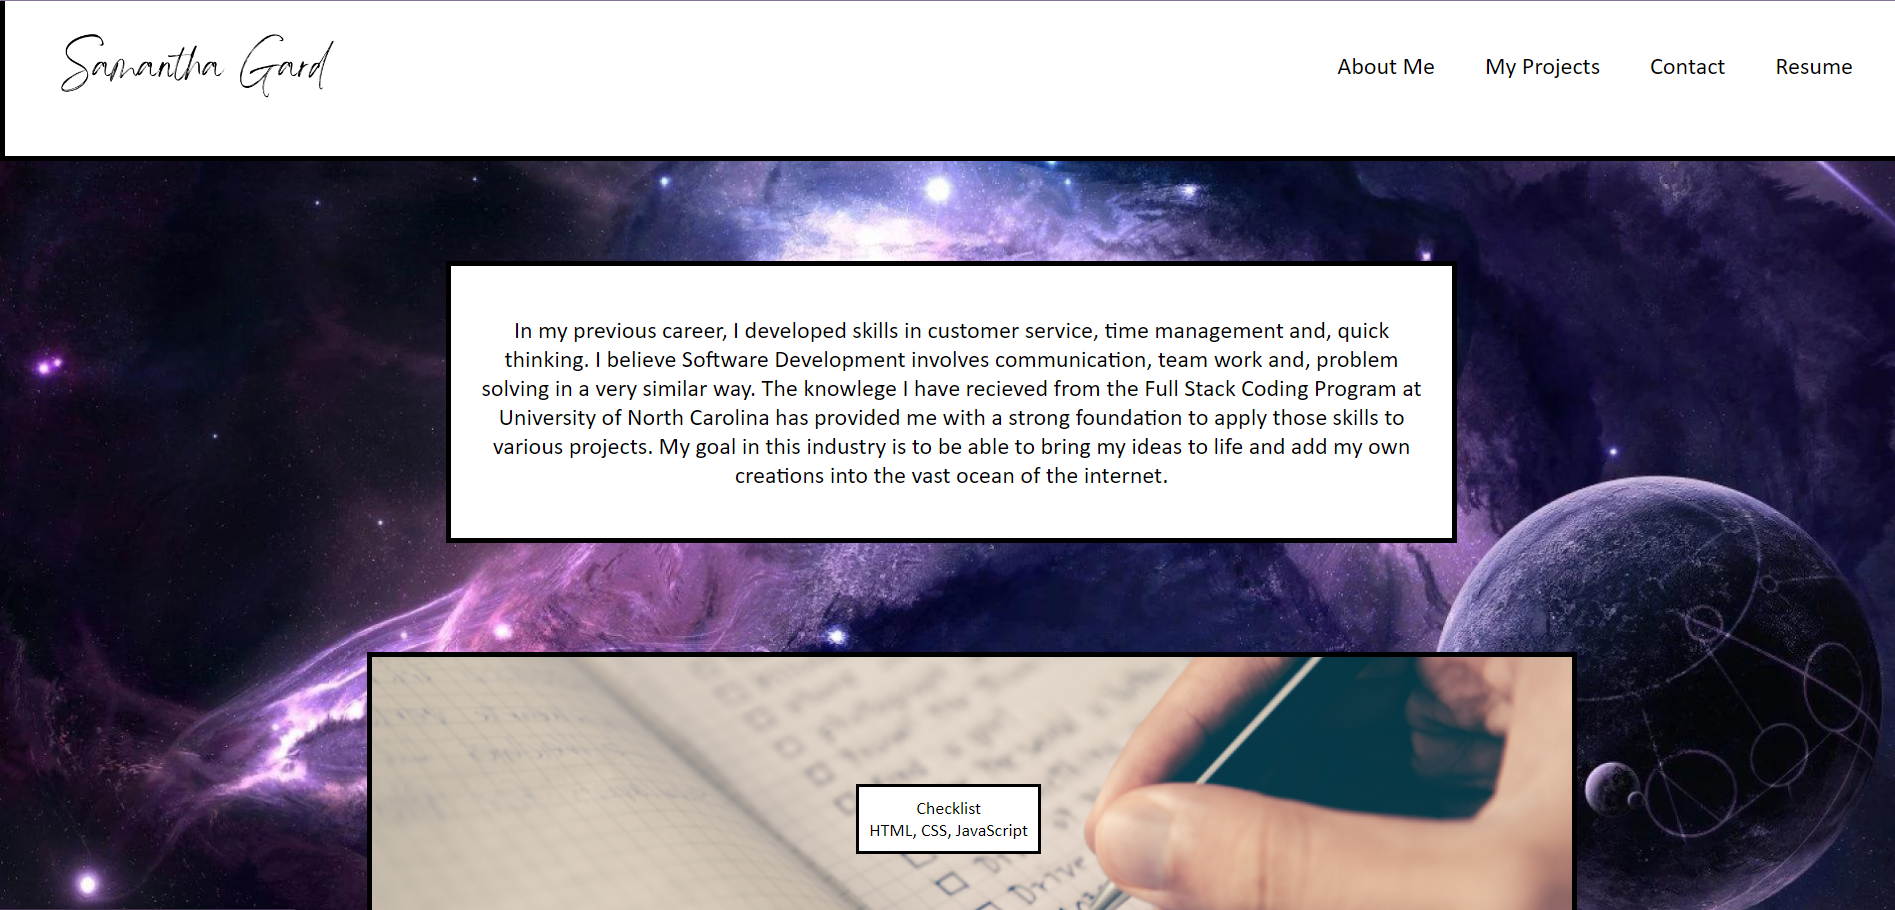 Samantha Gard
About Me My Projects Contact Resume
In my previous career, I developed skills in customer service, time management and, quick
thinking. I believe Software Development involves communication, team work and, problem
solving in a very similar way. The knowlege I have recieved from the Full Stack Coding Program at
University of North Carolina has provided me with a strong foundation to apply those skills to
various projects. My goal in this industry is to be able to bring my ideas to life and add my own
creations into the vast ocean of the internet.
Checklist
HTML, CSS, JavaScript
Drive